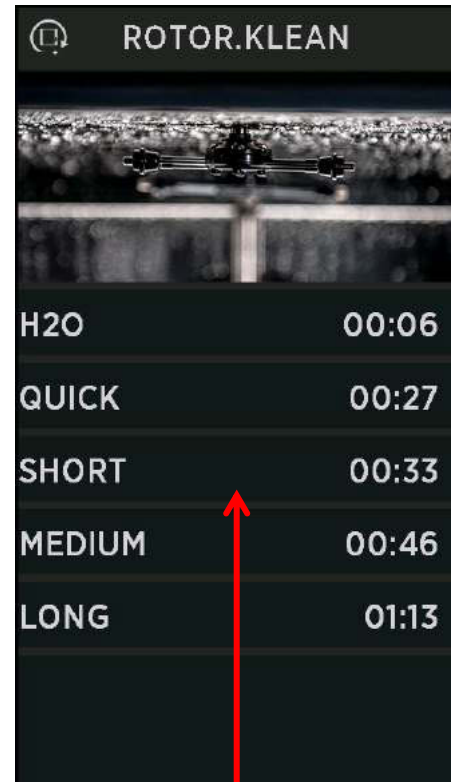 ROTOR.KLEAN
H2O 00:06
QUICK 00:27
SHORT 00:33
MEDIUM 00:46
LONG 01:13